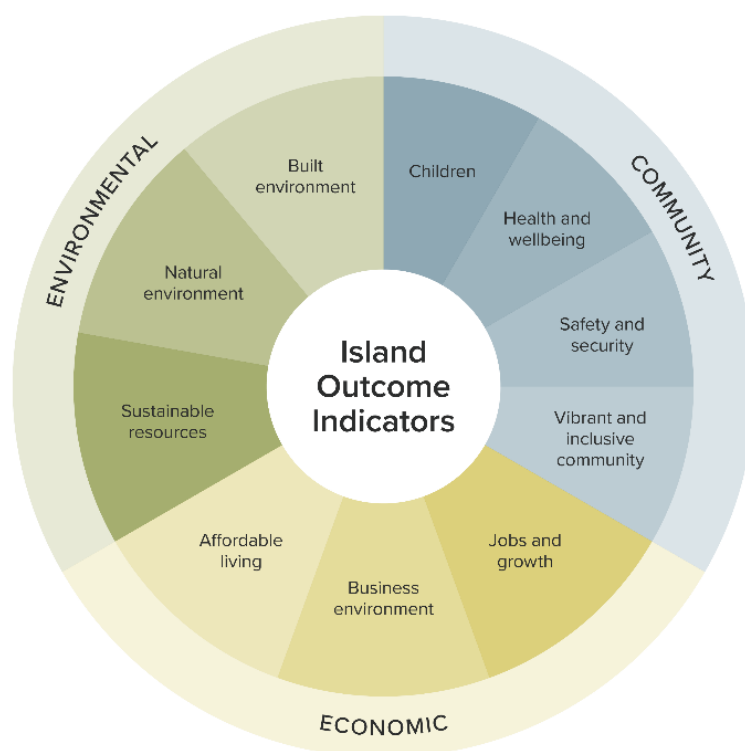 Island
Outcome
Indicators
COMMUNITY
Children
Health and
wellbeing
Safety and
security
Vibrant and
inclusive
community
ECONOMIC
Jobs and
growth
Business
environment
Affordable
living
ENVIRONMENTAL
Sustainable
resources
Natural
environment
Built
environment